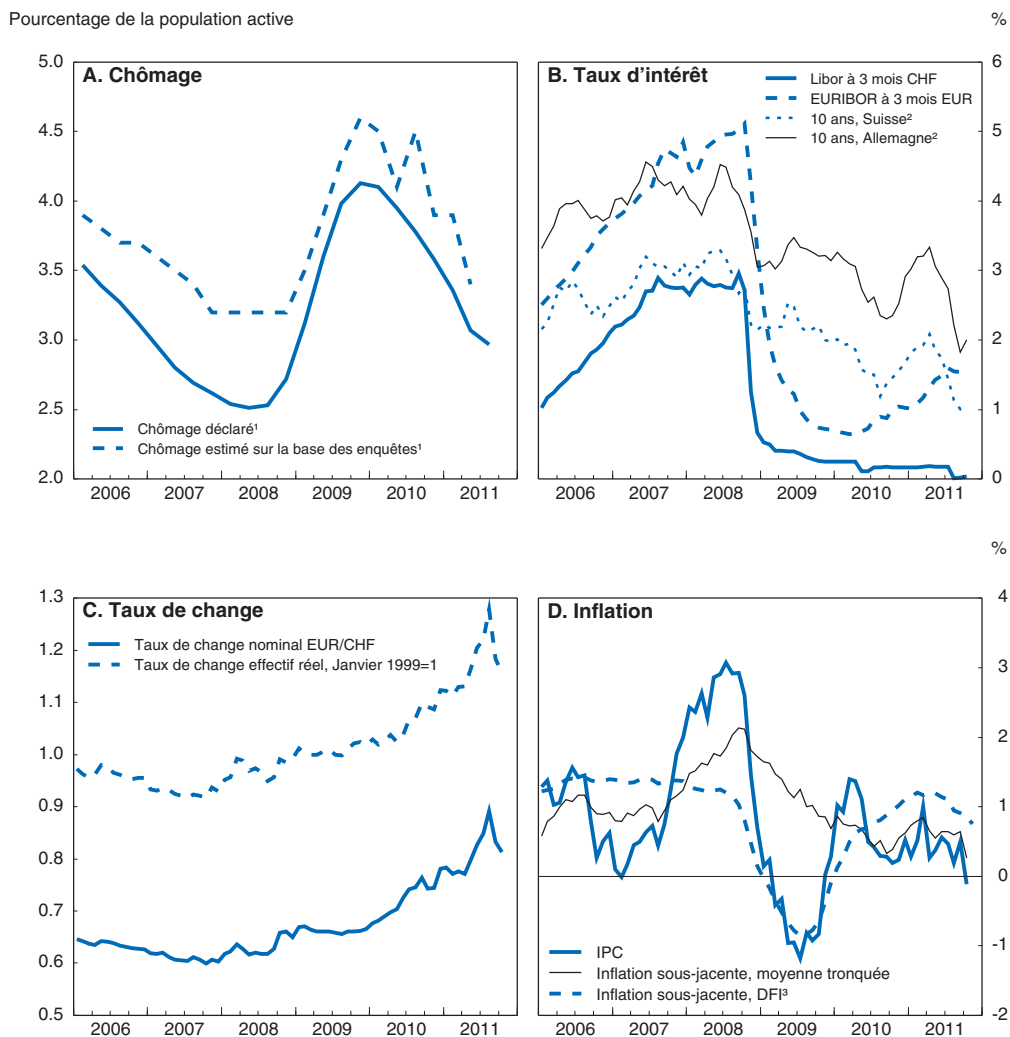 Pourcentage de la population active
%
A. Chômage
5.0
4.5
4.0
3.5
3.0
2.5
2.0
Chômage déclaré¹
Chômage estimé sur la base des enquêtes¹
2006 2007 2008 2009 2010 2011
B. Taux d'intérêt
Libor à 3 mois CHF
EURIBOR à 3 mois EUR
10 ans, Suisse²
10 ans, Allemagne²
6
5
4
3
2
1
0
2006 2007 2008 2009 2010 2011
%
C. Taux de change
1.3
1.2
1.1
1.0
0.9
0.8
0.7
0.6
0.5
Taux de change nominal EUR/CHF
Taux de change effectif réel, Janvier 1999=1
2006 2007 2008 2009 2010 2011
D. Inflation
4
3
2
1
0
-1
-2
IPC
Inflation sous-jacente, moyenne tronquée
Inflation sous-jacente, DFI³
2006 2007 2008 2009 2010 2011